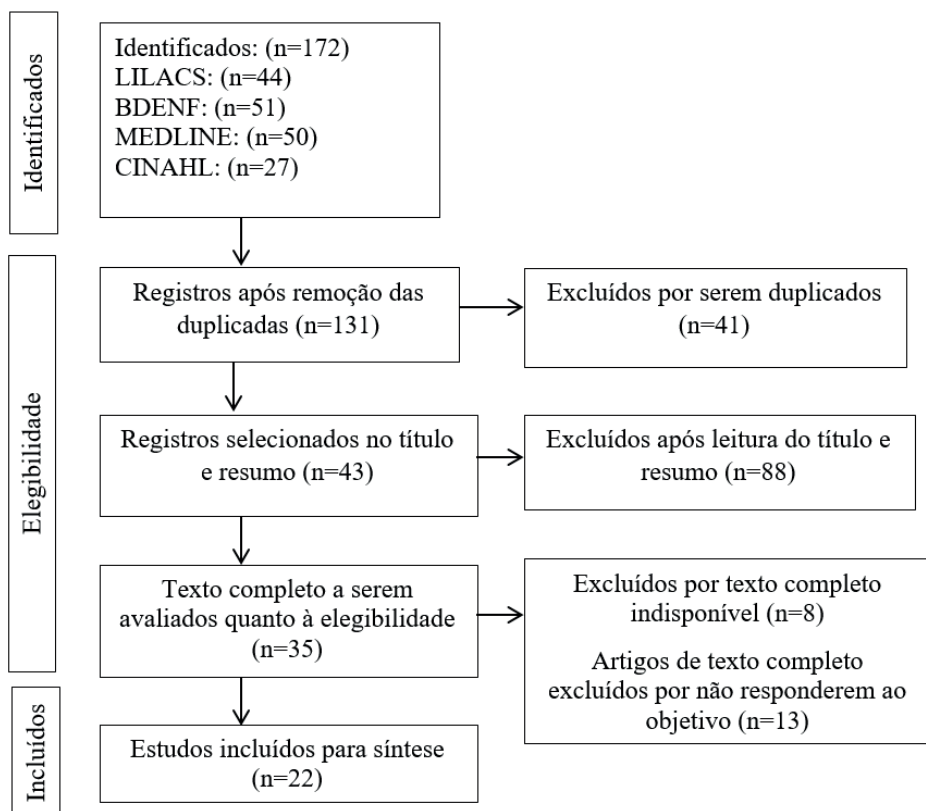 Identificados
Identificados: (n=172)
LILACS: (n=44)
BDENF: (n=51)
MEDLINE: (n=50)
CINAHL: (n=27)
Elegibilidade
Registros após remoção das
duplicadas (n=131)
Excluídos por serem duplicados
(n=41)
Registros selecionados no título
e resumo (n=43)
Excluídos após leitura do título e
resumo (n=88)
Texto completo a serem
avaliados quanto à elegibilidade
(n=35)
Excluídos por texto completo
indisponível (n=8)
Artigos de texto completo
excluídos por não responderem ao
objetivo (n=13)
Incluídos
Estudos incluídos para síntese
(n=22)